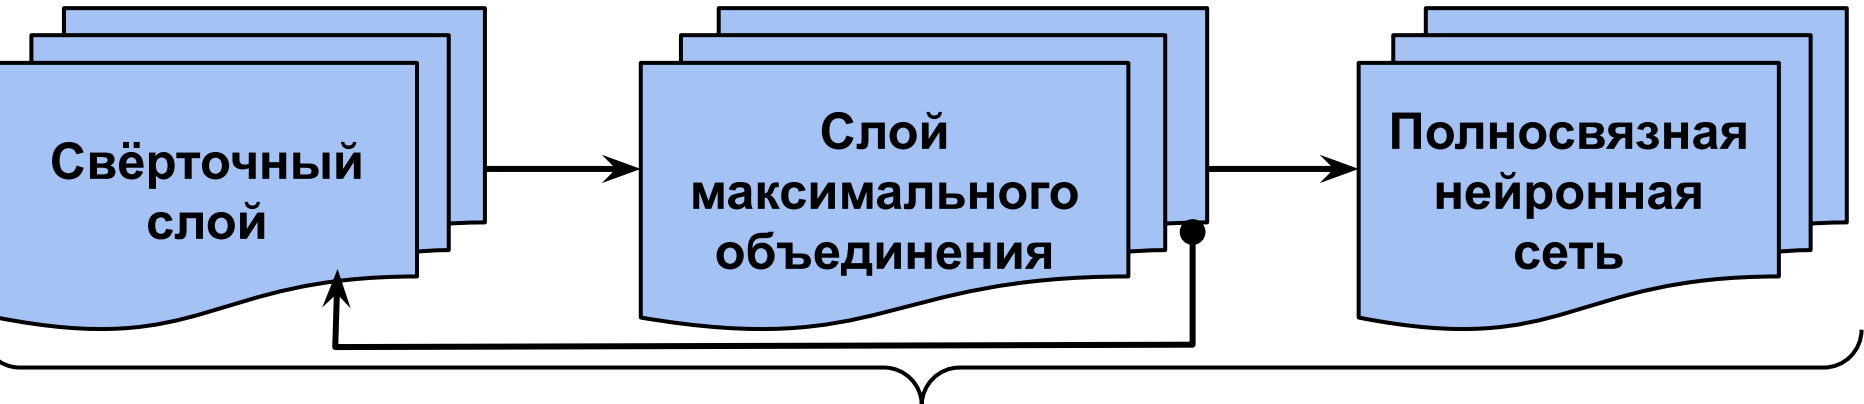 Свёрточный
слой
Слой
максимального
объединения
Полносвязная
нейронная
сеть